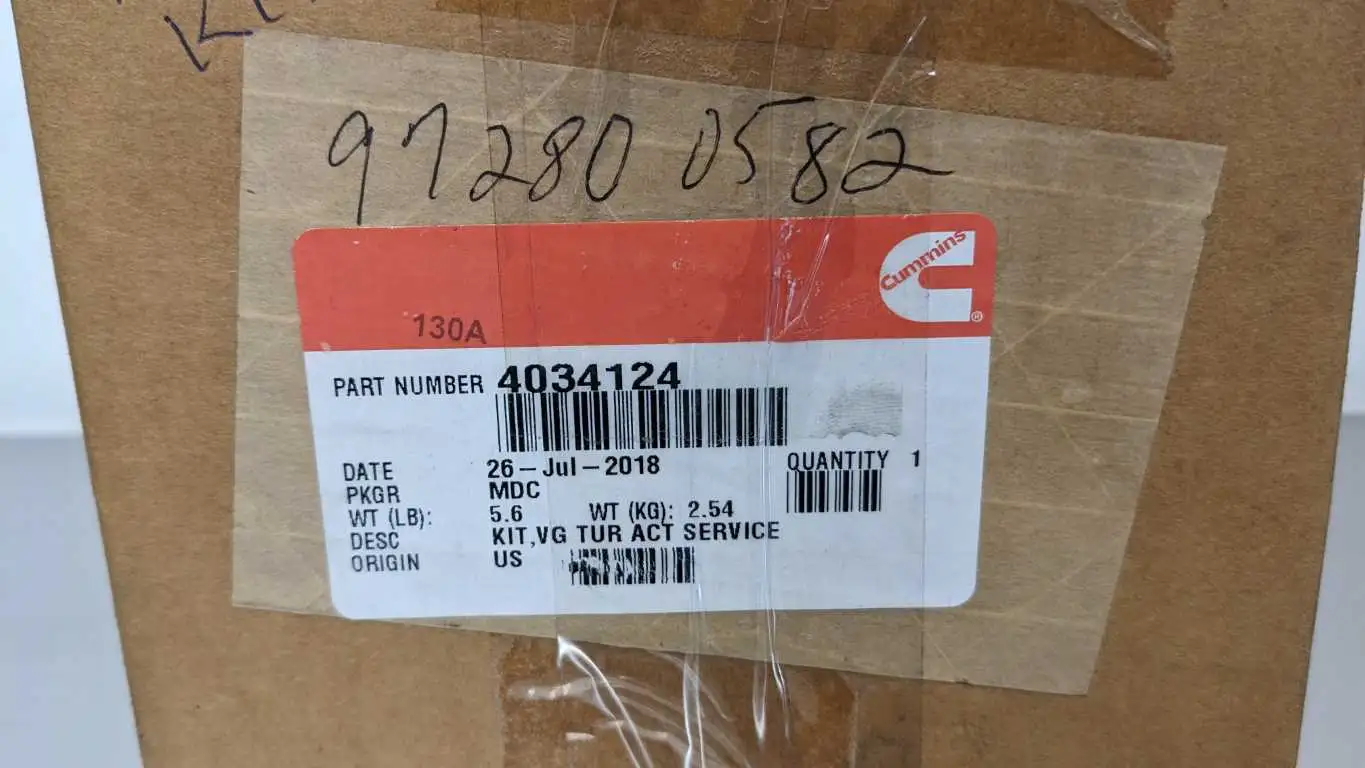 97280 0582
Cummins
®
130A
PART NUMBER 4034124
DATE 26-Jul-2018
QUANTITY 1
PKGR MDC
WT (LB): 5.6 WT (KG): 2.54
DESC KIT,VG TUR ACT SERVICE
ORIGIN US